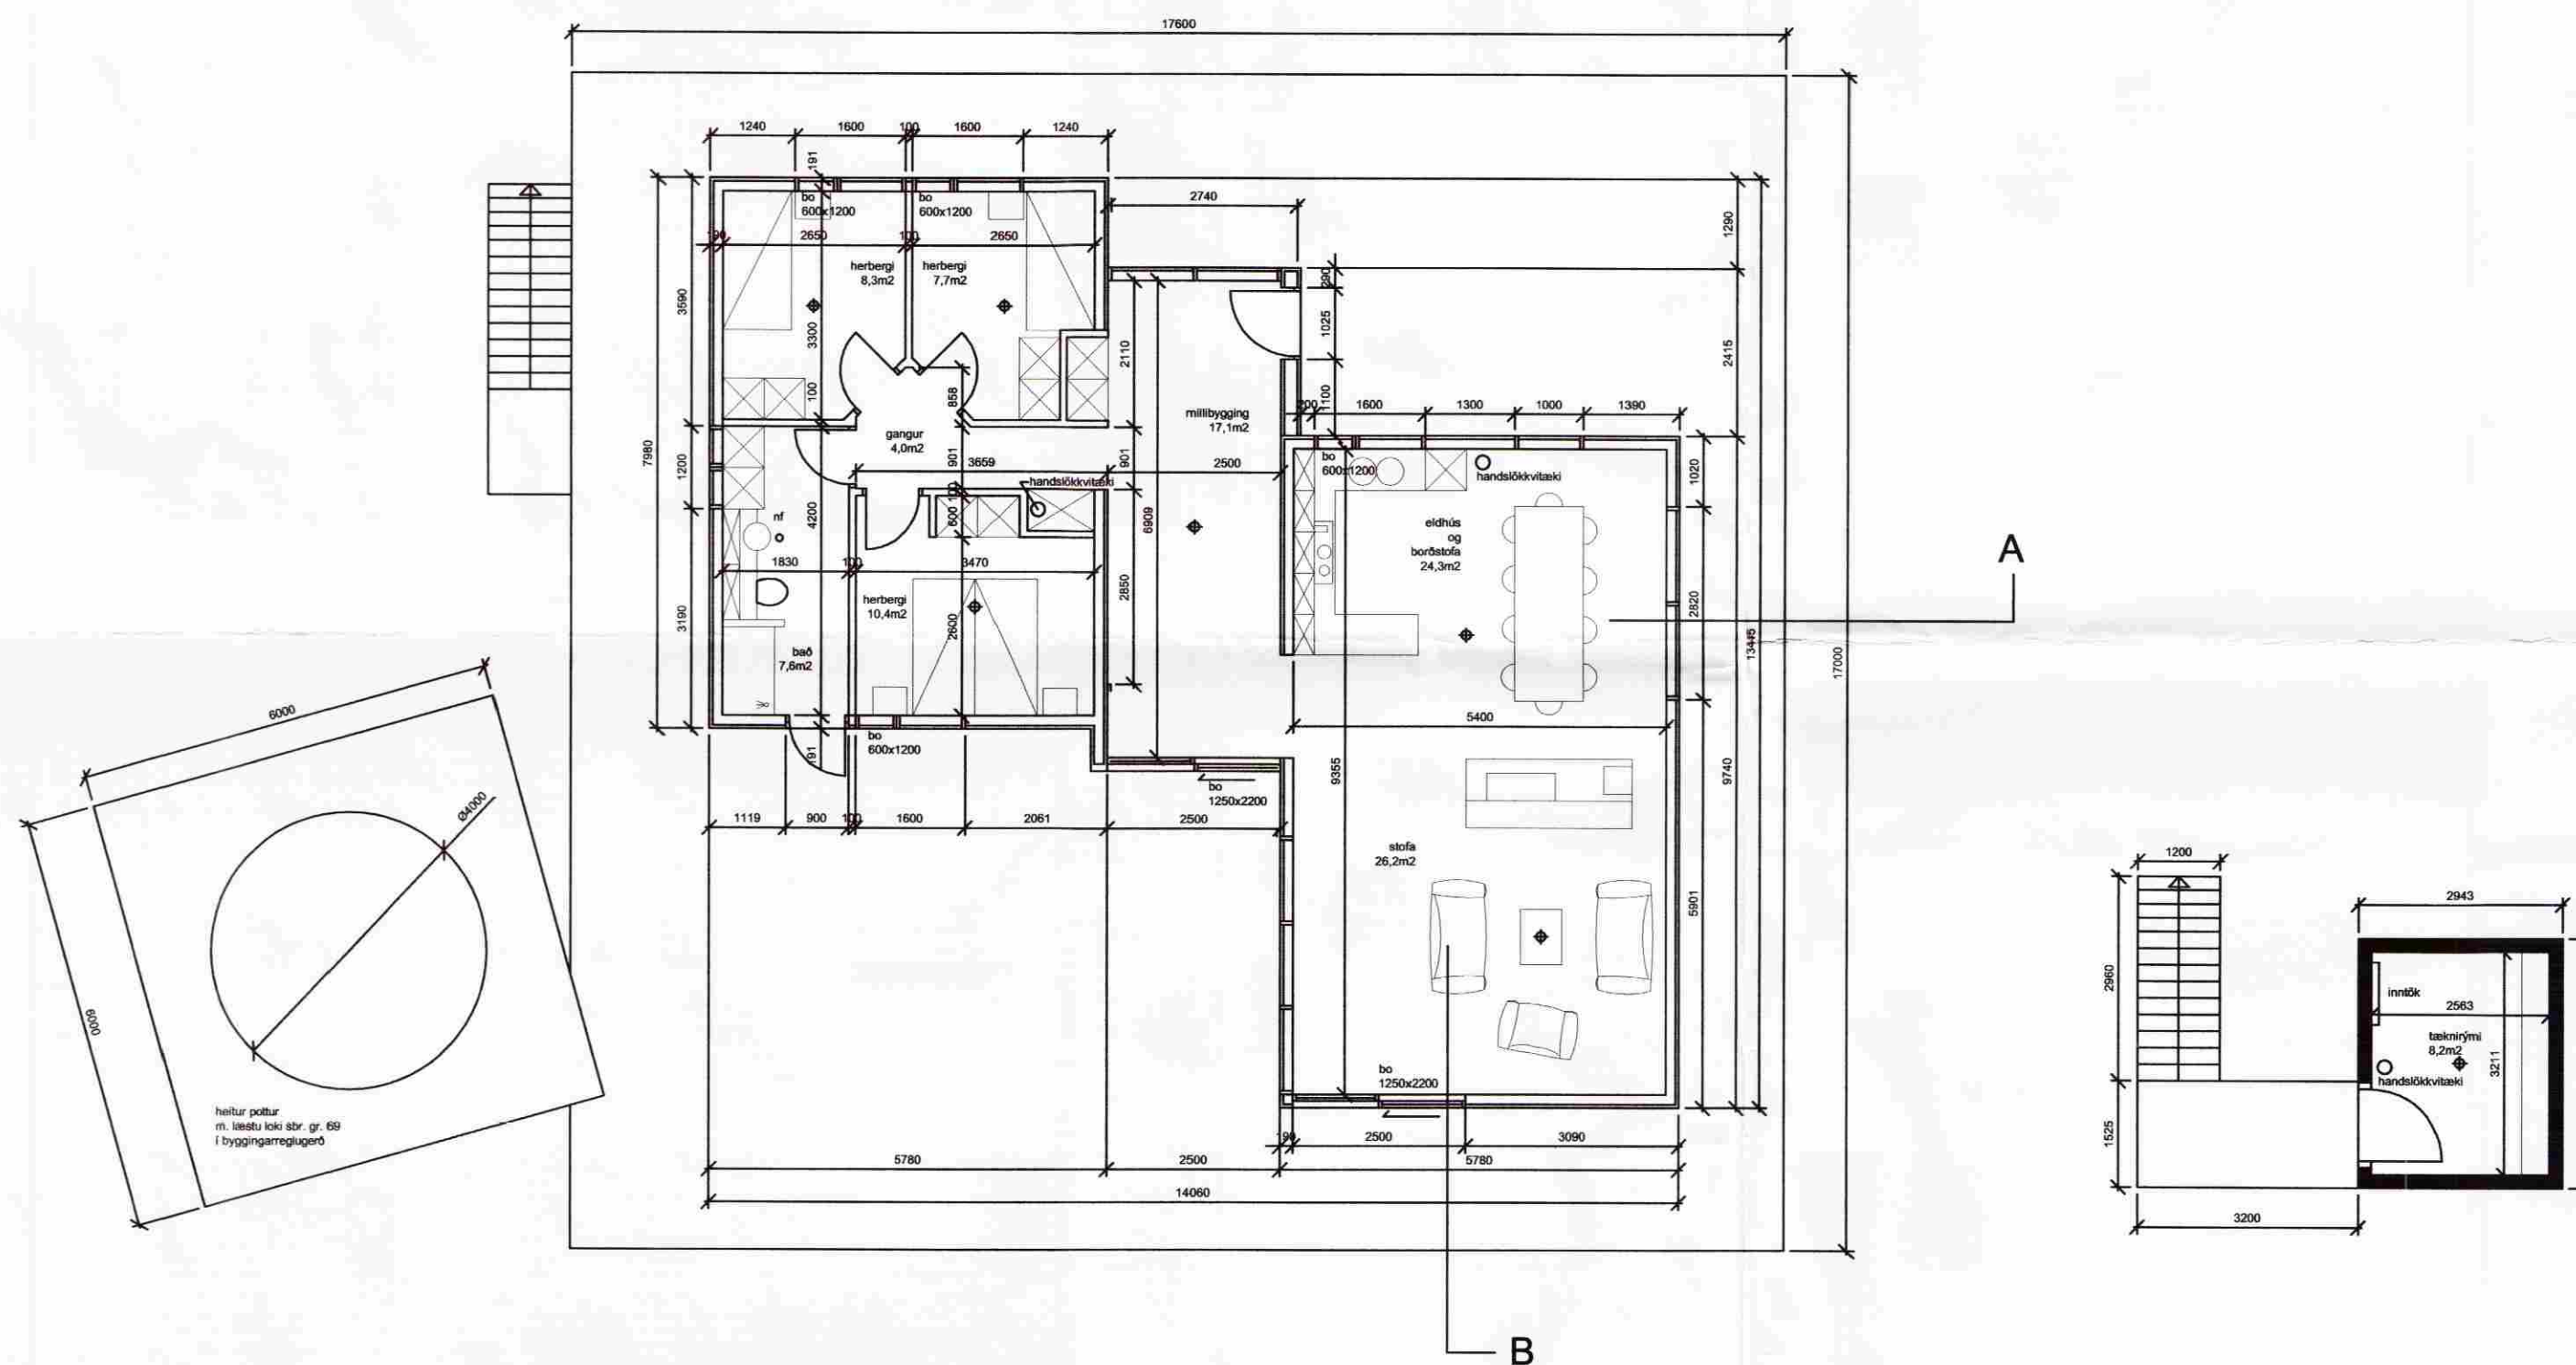 17600
1240
1600
100
1600
1240
191
2740
bo
600x1200
bo
600x1200
190
2650
100
2650
1290
herbergi
8,3m2
herbergi
7,7m2
3590
3300
290
1025
2110
2415
100
858
1100
200
1600
1300
1000
1390
millibygging
17,1m2
gangur
4,0m2
7980
1200
901
3659
901
2500
bo
600x1200
handslökkvitæki
1020
handslökkvitæki
100
600
nf
4200
6909
eldhús
og
borðstofa
24,3m2
A
1830
100
3470
2850
2820
herbergi
10,4m2
3190
2600
bað
7,6m2
13445
17000
6000
5400
bo
600x1200
191
9355
9740
bo
1250x2200
Ø4000
1119
900
100
1600
2061
2500
stofa
26,2m2
1200
5901
2943
6000
2960
inntök
2563
tæknirými
8,2m2
3211
handslökkvitæki
bo
1250x2200
heitur pottur
m. læstu loki sbr. gr. 69
í byggingarreglugerð
1525
190
2500
3090
5780
2500
5780
14060
3200
B